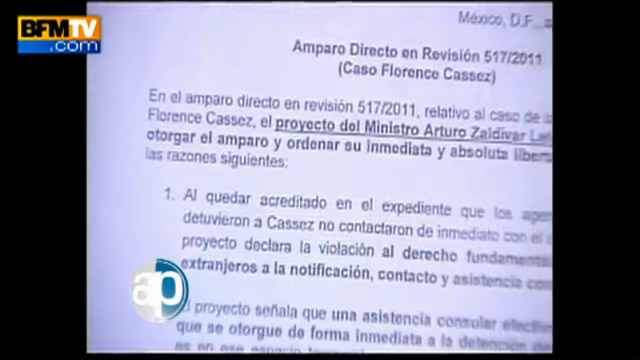 BFMTV
.com
México, D.F.,
Amparo Directo en Revisión 517/2011
(Caso Florence Cassez)
En el amparo directo en revisión 517/2011, relativo al caso de
Florence Cassez, el proyecto del Ministro Arturo Zaldívar
otorgar el amparo y ordenar su inmediata y absoluta
las razones siguientes:
1. Al quedar acreditado en el expediente que los
detuvieron a Cassez no contactaron de inmediato con el
proyecto declara la violación al derecho
extranjeros a la notificación, contacto y asistencia
ap
El proyecto señala que una asistencia consular
que se otorgue de forma inmediata a la detención